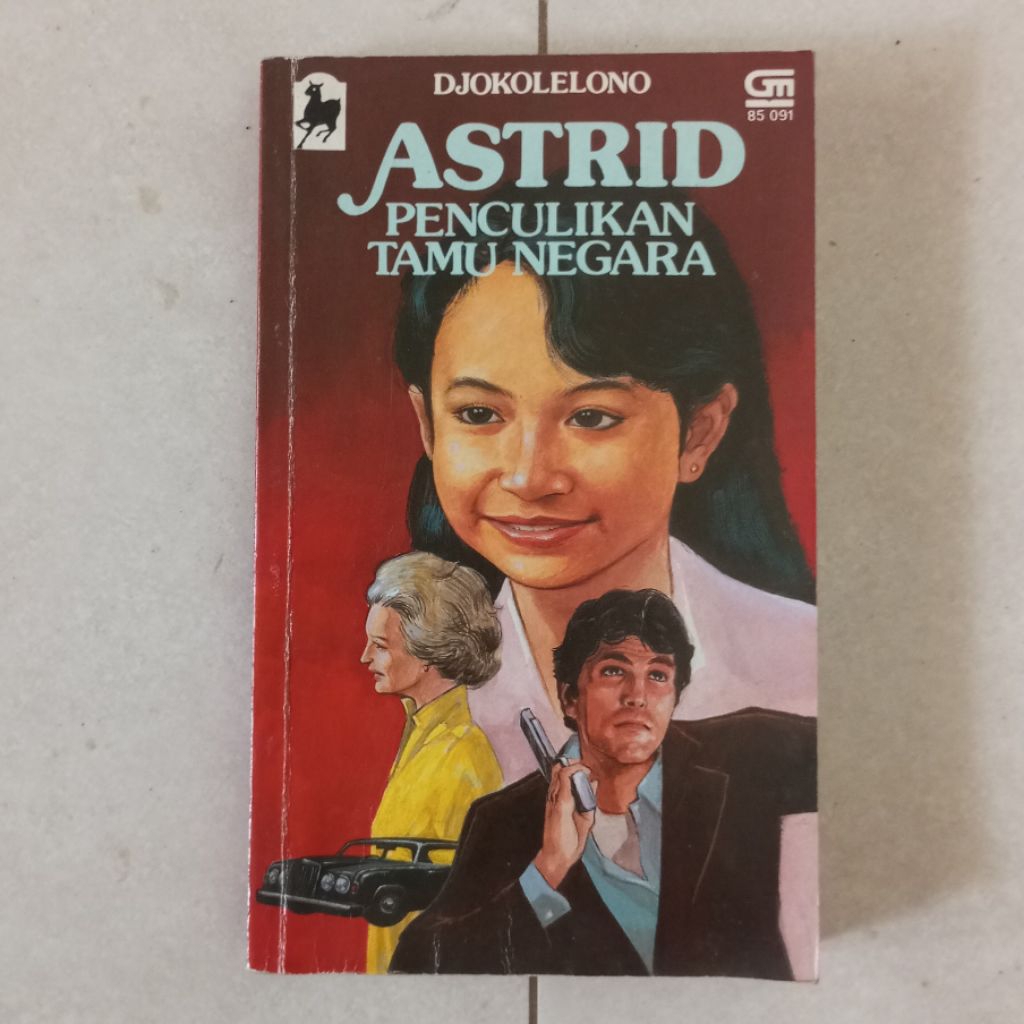 DJOKOLELONO
GM
85 091
ASTRID
PENCULIKAN
TAMU NEGARA